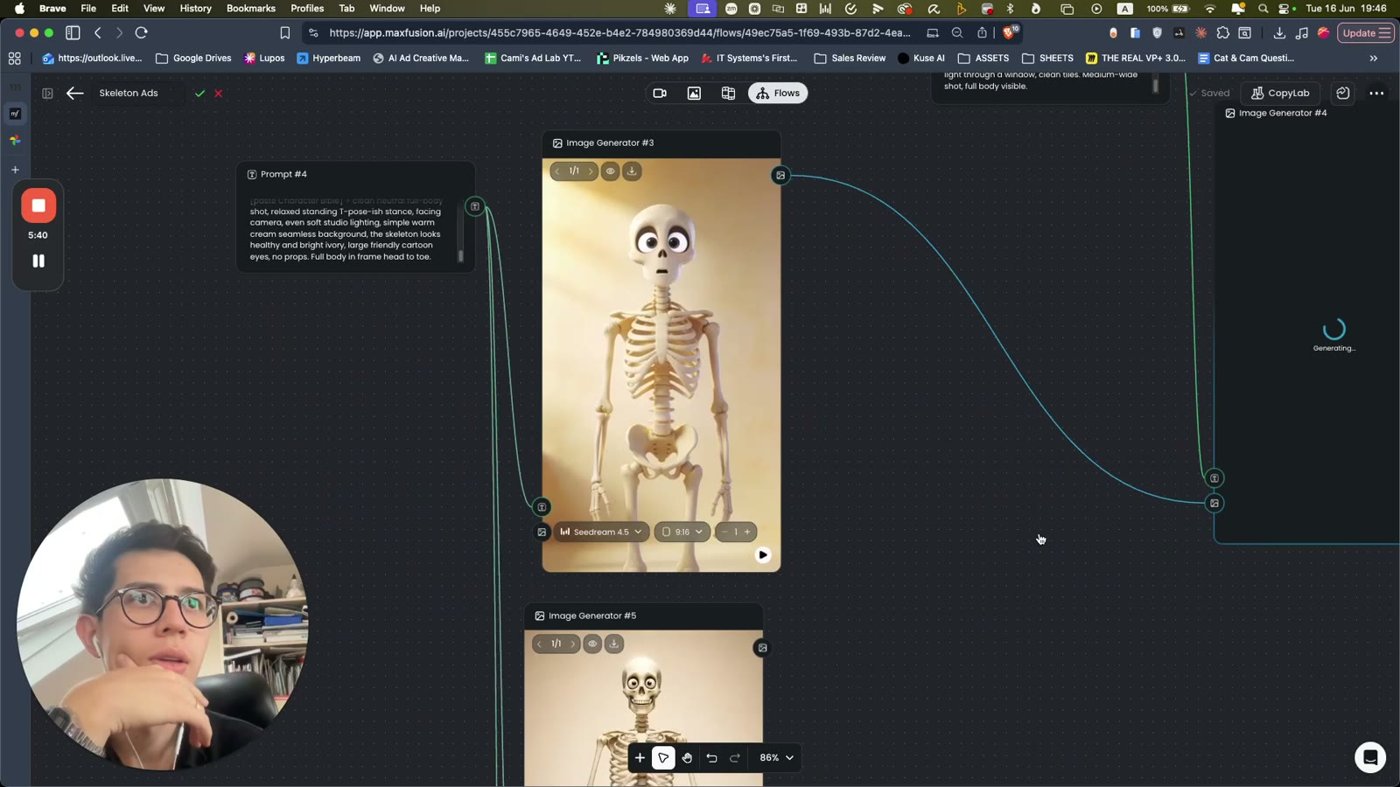 Brave File Edit View History Bookmarks Profiles Tab Window Help
A 100% Tue 16 Jun 19:46
https://app.maxfusion.ai/projects/455c7965-4649-452e-b4e2-784980369d44/flows/49ec75a5-1f69-493b-87d2-4ea...
10
Update
https://outlook.live... Google Drives Lupos Hyperbeam AI Ad Creative Ma... Cami's Ad Lab YT... Pikzels - Web App IT Systems's First... Sales Review Kuse AI ASSETS SHEETS THE REAL VP+ 3.0... Cat & Cam Questi... »
Skeleton Ads
Flows
light through a window, clean tiles. Medium-wide
shot, full body visible.
Saved
CopyLab
Image Generator #4
Image Generator #3
1/1
Prompt #4
[paste Character Bible]
shot, relaxed standing T-pose-ish stance, facing
camera, even soft studio lighting, simple warm
cream seamless background, the skeleton looks
healthy and bright ivory, large friendly cartoon
eyes, no props. Full body in frame head to toe.
5:40
Generating...
Seedream 4.5
9:16
− 1 +
Image Generator #5
1/1
86%